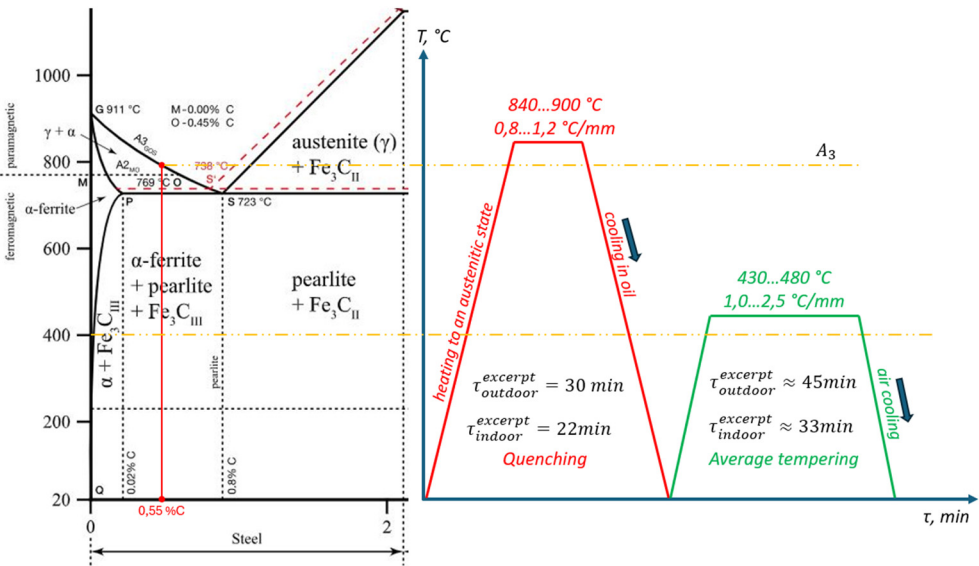 1000
800
600
400
200
20
paramagnetic
ferromagnetic
G 911 °C
M-0.00% C
O-0.45% C
γ + α
A3GOS
A2MO
738 °C
S'
769 °C O
M
P
S 723 °C
α-ferrite
austenite (γ)
+ Fe₃CII
α-ferrite
+ pearlite
+ Fe₃CIII
pearlite
+ Fe₃CII
α + Fe₃CIII
pearlite
Q
0.02% C
0.8% C
0,55 %C
0
2
Steel
T, °C
840...900 °C
0,8...1,2 °C/mm
A₃
heating to an austenitic state
cooling in oil
τ excerpt outdoor = 30 min
τ excerpt indoor = 22min
Quenching
430...480 °C
1,0...2,5 °C/mm
air cooling
τ excerpt outdoor ≈ 45min
τ excerpt indoor ≈ 33min
Average tempering
τ, min